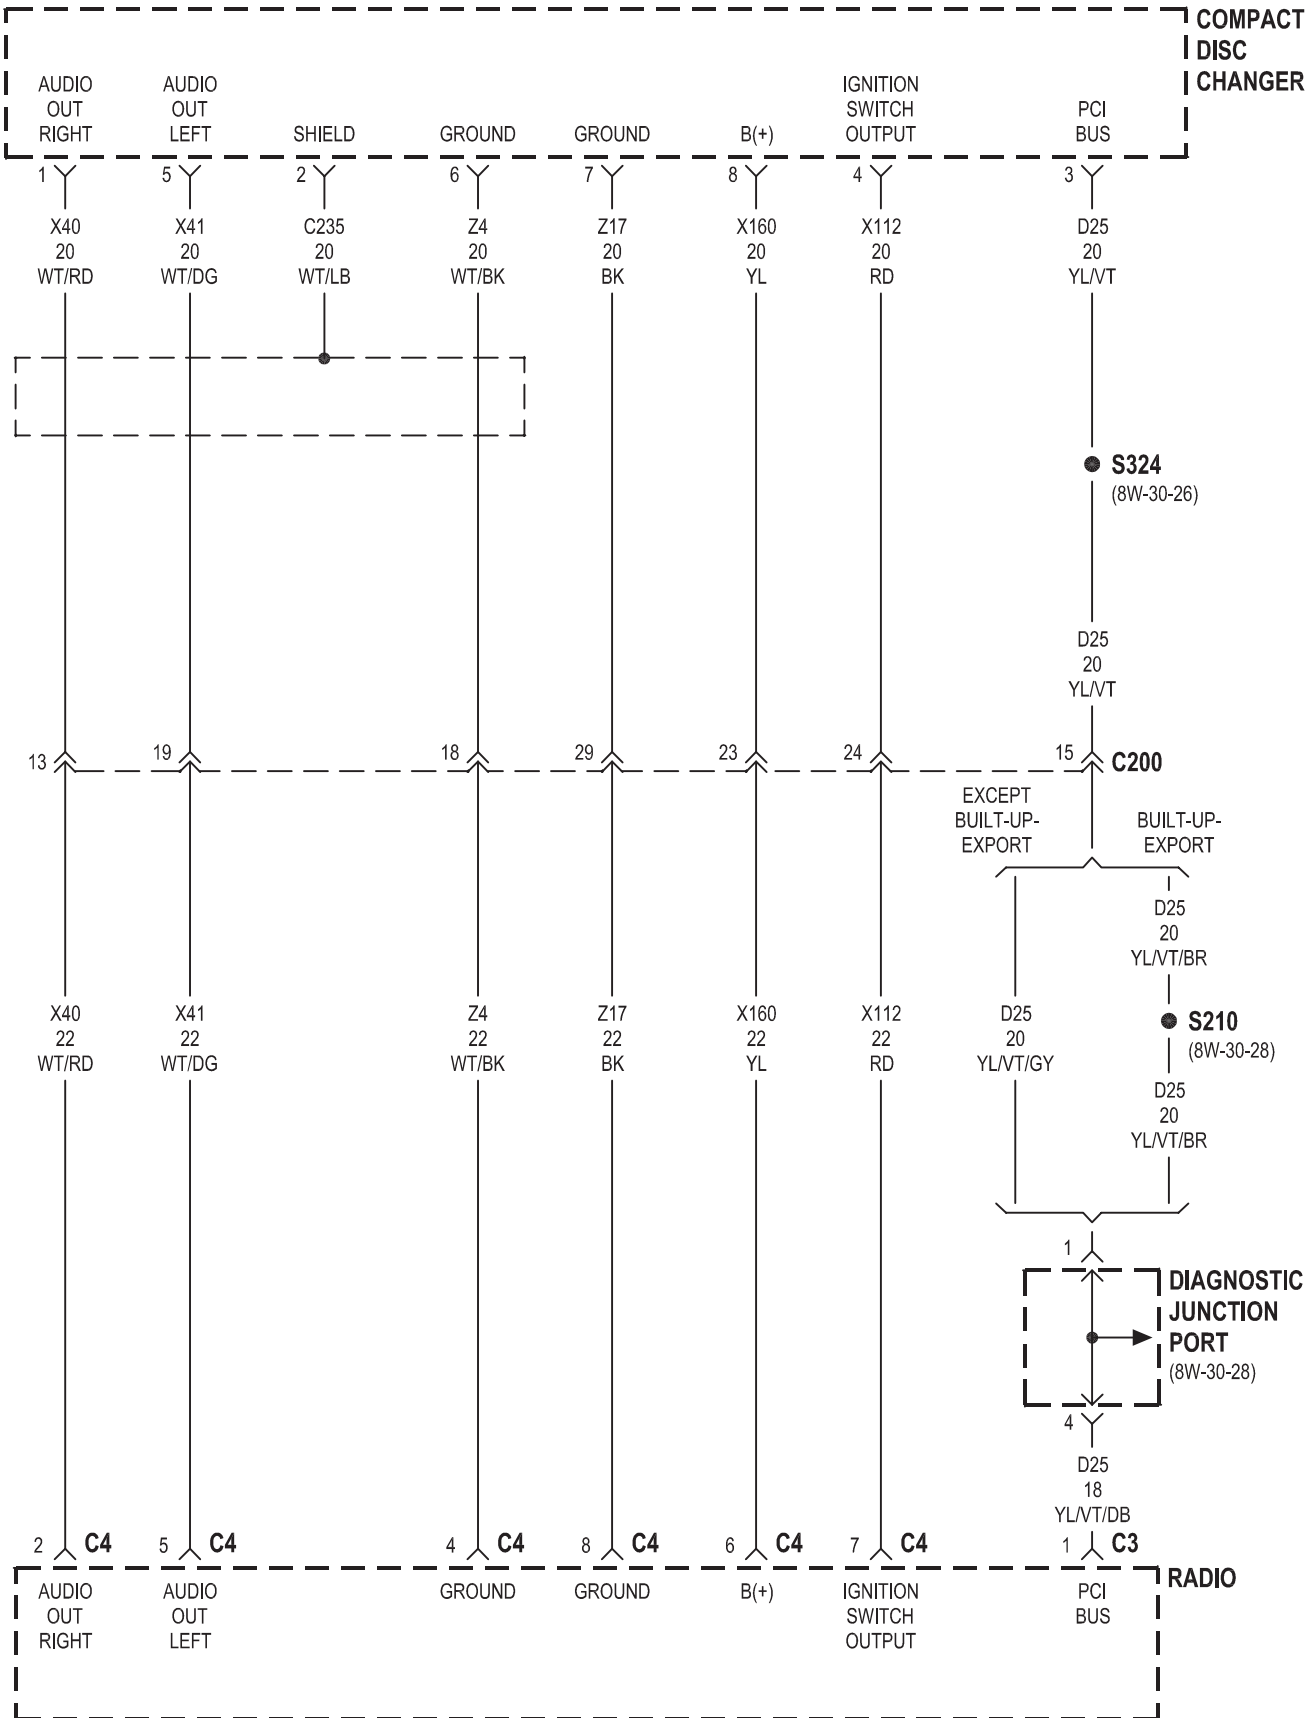 COMPACT
DISC
CHANGER
AUDIO
OUT
RIGHT
AUDIO
OUT
LEFT
SHIELD
GROUND
GROUND
B(+)
IGNITION
SWITCH
OUTPUT
PCI
BUS
1
5
2
6
7
8
4
3
X40
20
WT/RD
X41
20
WT/DG
C235
20
WT/LB
Z4
20
WT/BK
Z17
20
BK
X160
20
YL
X112
20
RD
D25
20
YL/VT
S324
(8W-30-26)
D25
20
YL/VT
13
19
18
29
23
24
15
C200
EXCEPT
BUILT-UP-
EXPORT
BUILT-UP-
EXPORT
D25
20
YL/VT/BR
X40
22
WT/RD
X41
22
WT/DG
Z4
22
WT/BK
Z17
22
BK
X160
22
YL
X112
22
RD
D25
20
YL/VT/GY
S210
(8W-30-28)
D25
20
YL/VT/BR
1
DIAGNOSTIC
JUNCTION
PORT
(8W-30-28)
4
D25
18
YL/VT/DB
2 C4
5 C4
4 C4
8 C4
6 C4
7 C4
1 C3
RADIO
AUDIO
OUT
RIGHT
AUDIO
OUT
LEFT
GROUND
GROUND
B(+)
IGNITION
SWITCH
OUTPUT
PCI
BUS